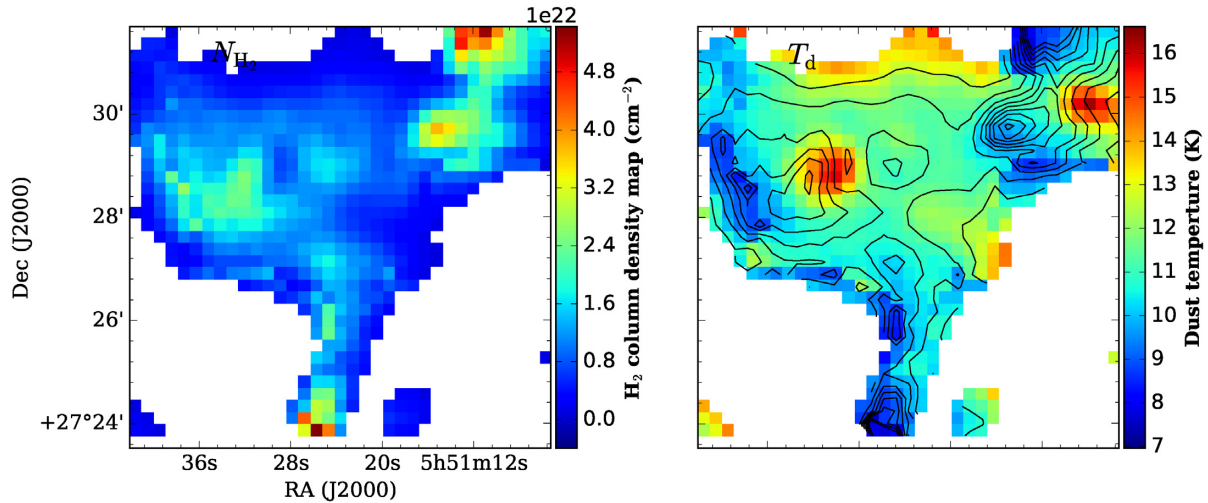 1e22
N_H₂
T_d
4.8
4.0
3.2
2.4
1.6
0.8
0.0
H₂ column density map (cm⁻²)
30'
28'
26'
+27°24'
Dec (J2000)
36s 28s 20s 5h51m12s
RA (J2000)
16
15
14
13
12
11
10
9
8
7
Dust temperture (K)